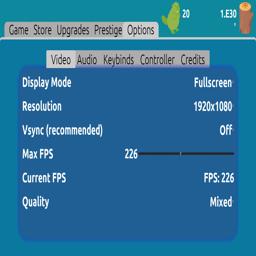 20 1.E30
Game Store Upgrades Prestige Options
Video Audio Keybinds Controller Credits
Display Mode Fullscreen
Resolution 1920x1080
Vsync (recommended) Off
Max FPS 226
Current FPS FPS: 226
Quality Mixed